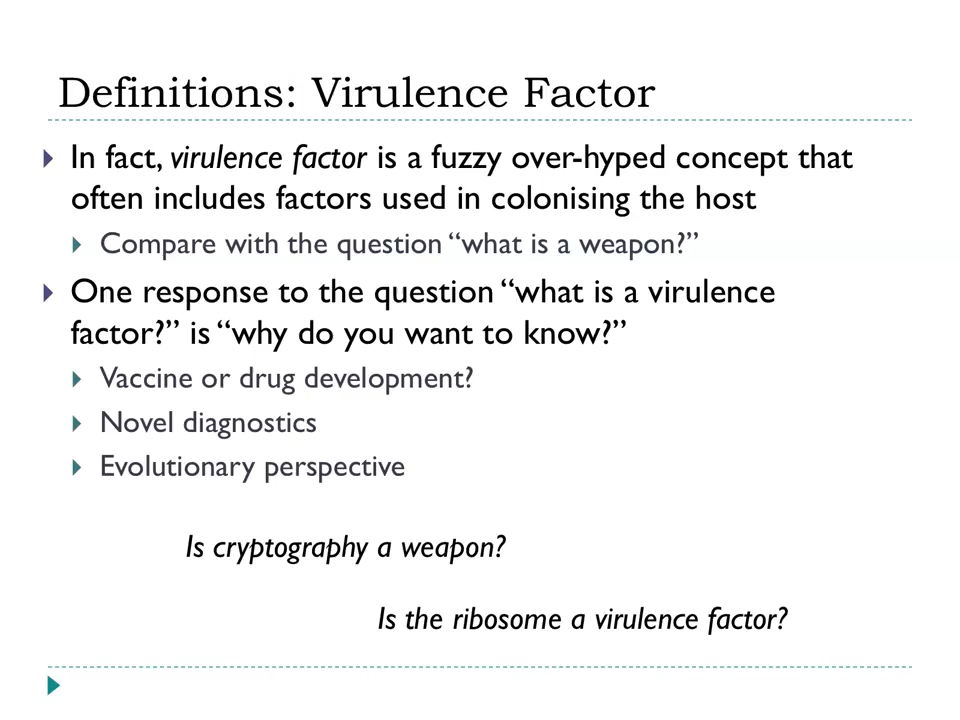 Definitions: Virulence Factor
In fact, virulence factor is a fuzzy over-hyped concept that
often includes factors used in colonising the host
Compare with the question “what is a weapon?”
One response to the question “what is a virulence
factor?” is “why do you want to know?”
Vaccine or drug development?
Novel diagnostics
Evolutionary perspective
Is cryptography a weapon?
Is the ribosome a virulence factor?